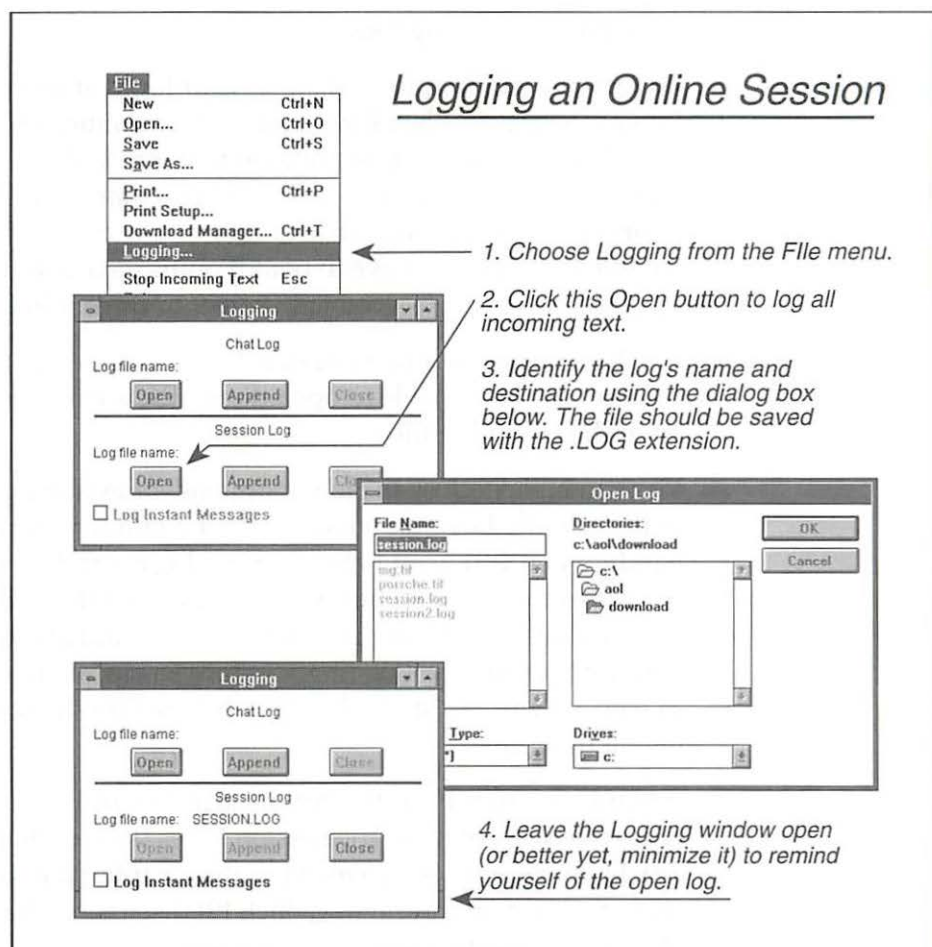 Logging an Online Session
File
New Ctrl+N
Open... Ctrl+O
Save Ctrl+S
Save As...
Print... Ctrl+P
Print Setup...
Download Manager... Ctrl+T
Logging...
Stop Incoming Text Esc
1. Choose Logging from the FIle menu.
2. Click this Open button to log all
incoming text.
3. Identify the log's name and
destination using the dialog box
below. The file should be saved
with the .LOG extension.
Logging
Chat Log
Log file name:
Open Append Close
Session Log
Log file name:
Open Append
Log Instant Messages
Open Log
File Name:
session.log
mg.tif
porsche.tif
session.log
session2.log
Directories:
c:\aol\download
c:\
aol
download
OK
Cancel
Type:
Drives:
c:
Logging
Chat Log
Log file name:
Open Append Close
Session Log
Log file name: SESSION.LOG
Open Append Close
Log Instant Messages
4. Leave the Logging window open
(or better yet, minimize it) to remind
yourself of the open log.